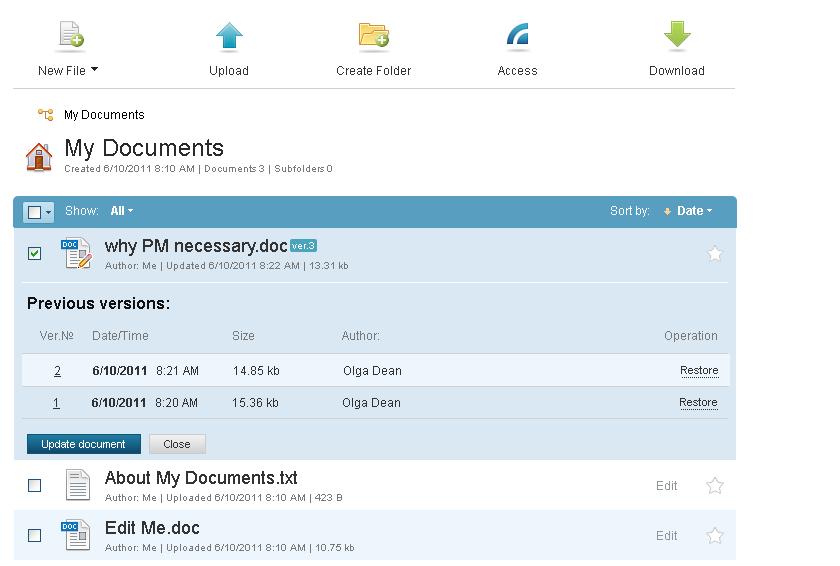 New File Upload Create Folder Access Download
My Documents
My Documents
Created 6/10/2011 8:10 AM | Documents 3 | Subfolders 0
Show: All Sort by: Date
DOC why PM necessary.doc ver.3
Author: Me | Updated 6/10/2011 8:22 AM | 13.31 kb
Previous versions:
Ver.№ Date/Time Size Author: Operation
2 6/10/2011 8:21 AM 14.85 kb Olga Dean Restore
1 6/10/2011 8:20 AM 15.36 kb Olga Dean Restore
Update document Close
About My Documents.txt
Author: Me | Uploaded 6/10/2011 8:10 AM | 423 B
Edit
DOC Edit Me.doc
Author: Me | Uploaded 6/10/2011 8:10 AM | 10.75 kb
Edit